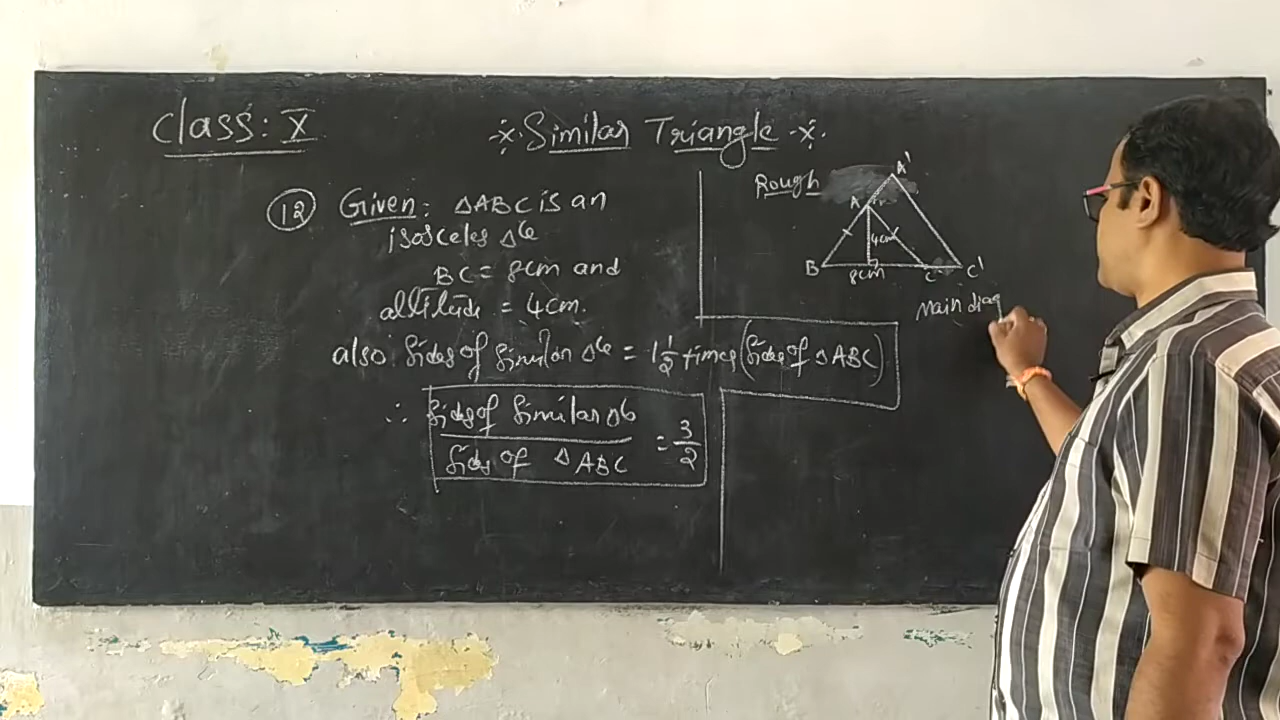 Class: X
Similar Triangle
12 Given: ΔABC is an
isosceles Δle
BC = 8cm and
altitude = 4cm.
also Sides of Similar Δle = 1 1/2 times (Sides of ΔABC)
∴ Sides of Similar Δle / Sides of ΔABC = 3/2
Rough
A'
A
4cm
B 8cm C C'
Main diag